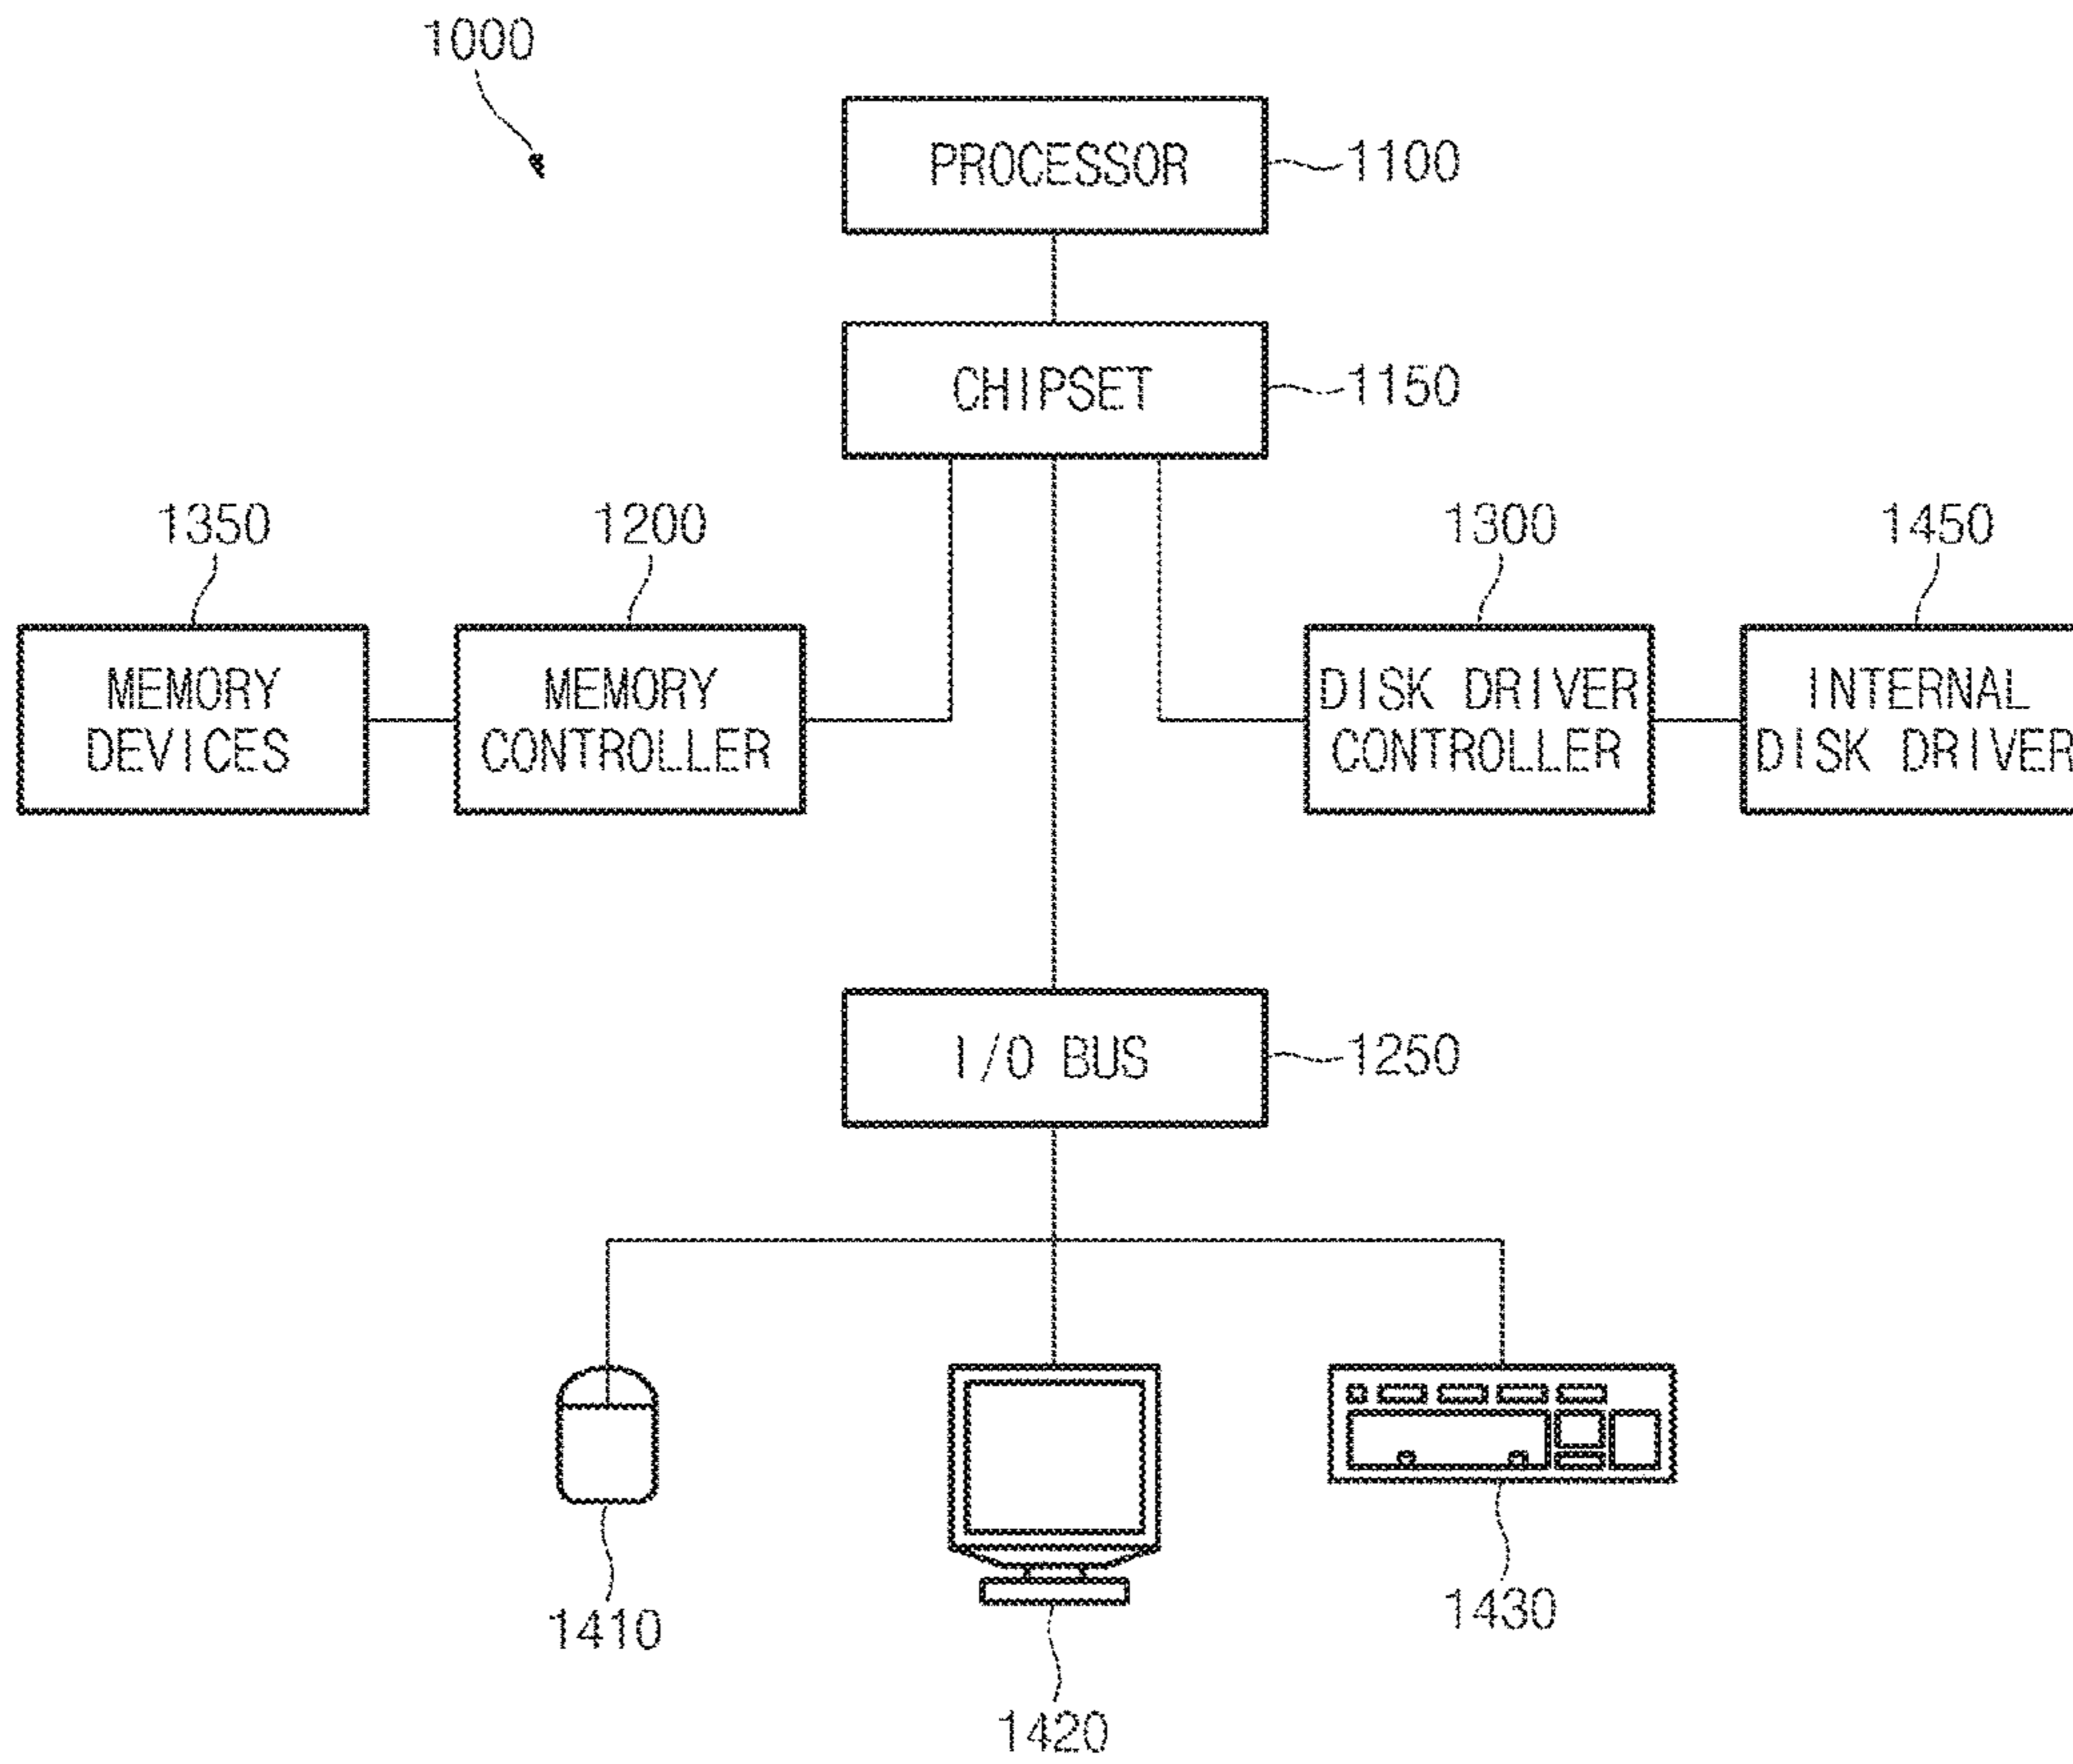 1000
PROCESSOR
1100
CHIPSET
1150
1350
1200
1300
1450
MEMORY
DEVICES
MEMORY
CONTROLLER
DISK DRIVER
CONTROLLER
INTERNAL
DISK DRIVER
I/O BUS
1250
1410
1420
1430